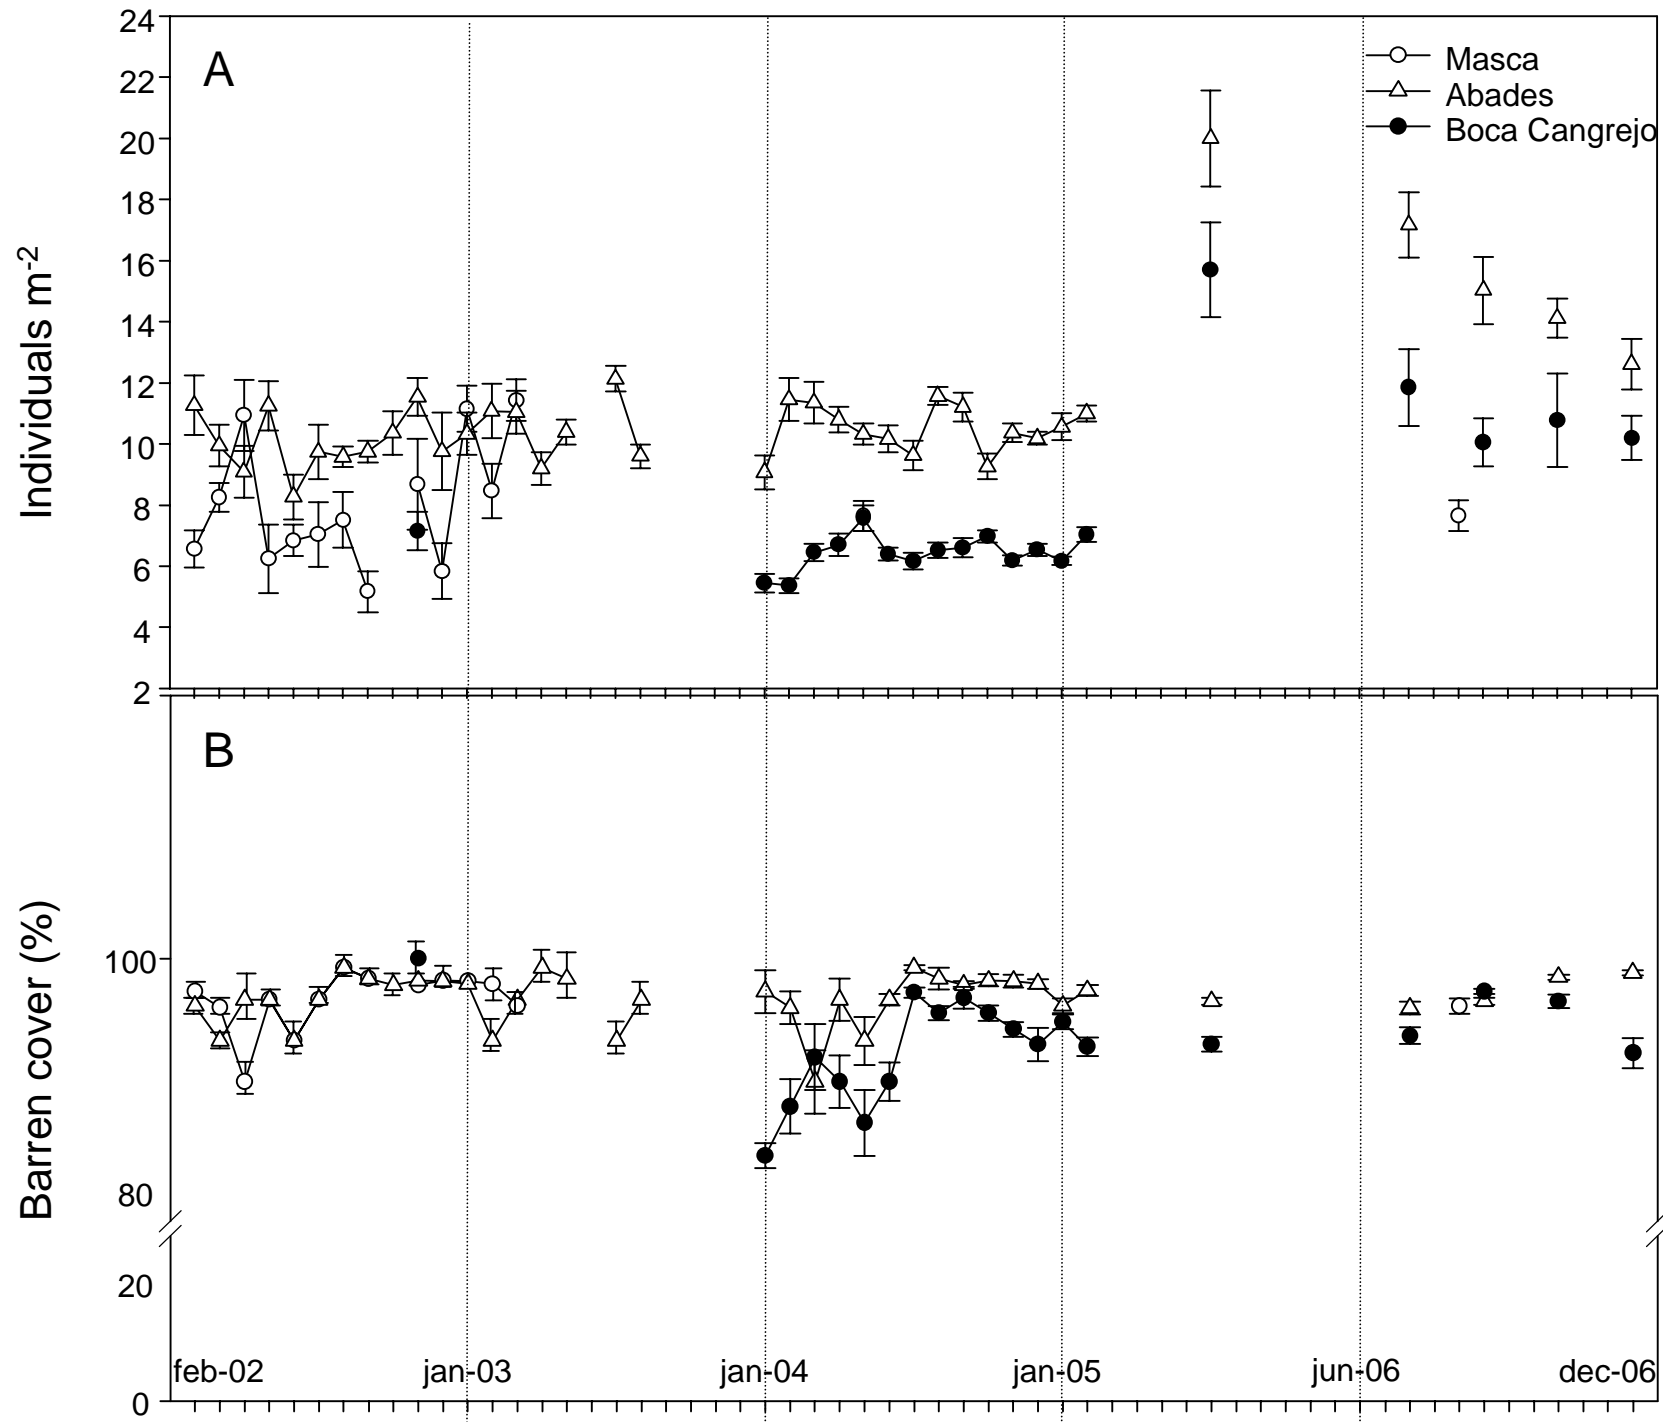 A
Individuals m-2
24
22
20
18
16
14
12
10
8
6
4
2
Masca
Abades
Boca Cangrejo
B
Barren cover (%)
100
80
20
0
feb-02 jan-03 jan-04 jan-05 jun-06 dec-06